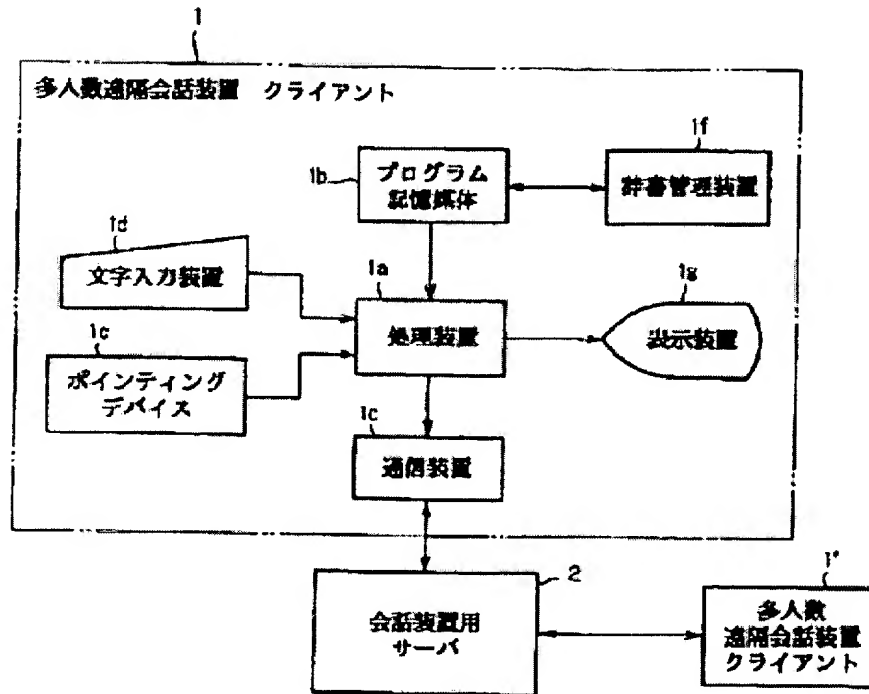 1
多人数遠隔会話装置 クライアント
1f
1b
プログラム
記憶媒体
辞書管理装置
1d
文字入力装置
1a
処理装置
1g
表示装置
1c
ポインティング
デバイス
1c
通信装置
2
会話装置用
サーバ
1'
多人数
遠隔会話装置
クライアント